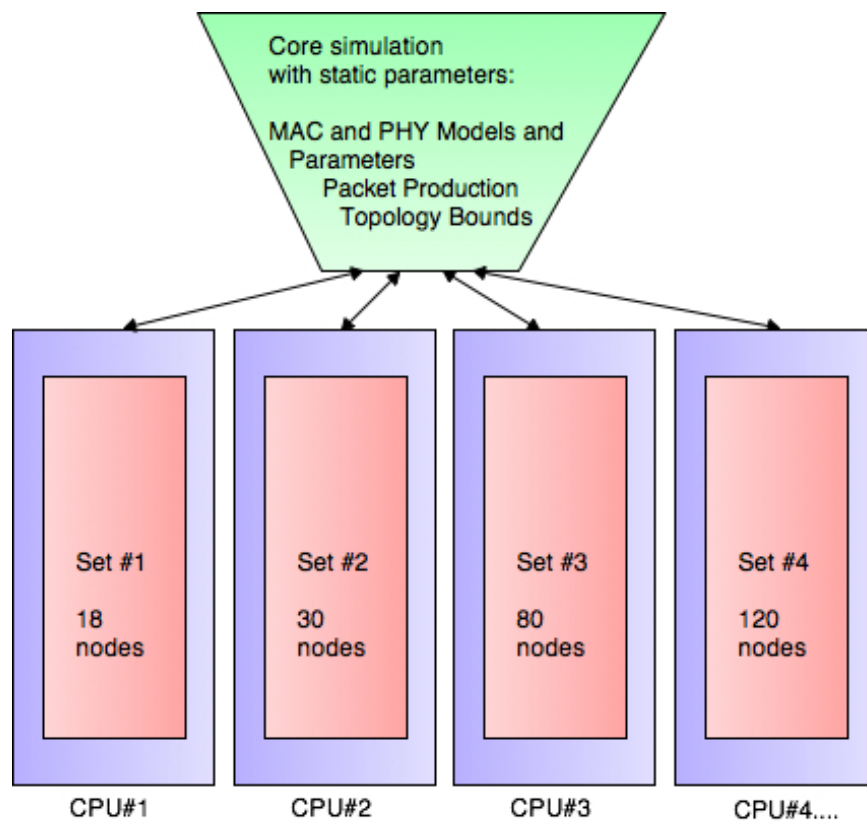 Core simulation
with static parameters:
MAC and PHY Models and
Parameters
Packet Production
Topology Bounds
Set #1
18
nodes
Set #2
30
nodes
Set #3
80
nodes
Set #4
120
nodes
CPU#1
CPU#2
CPU#3
CPU#4....